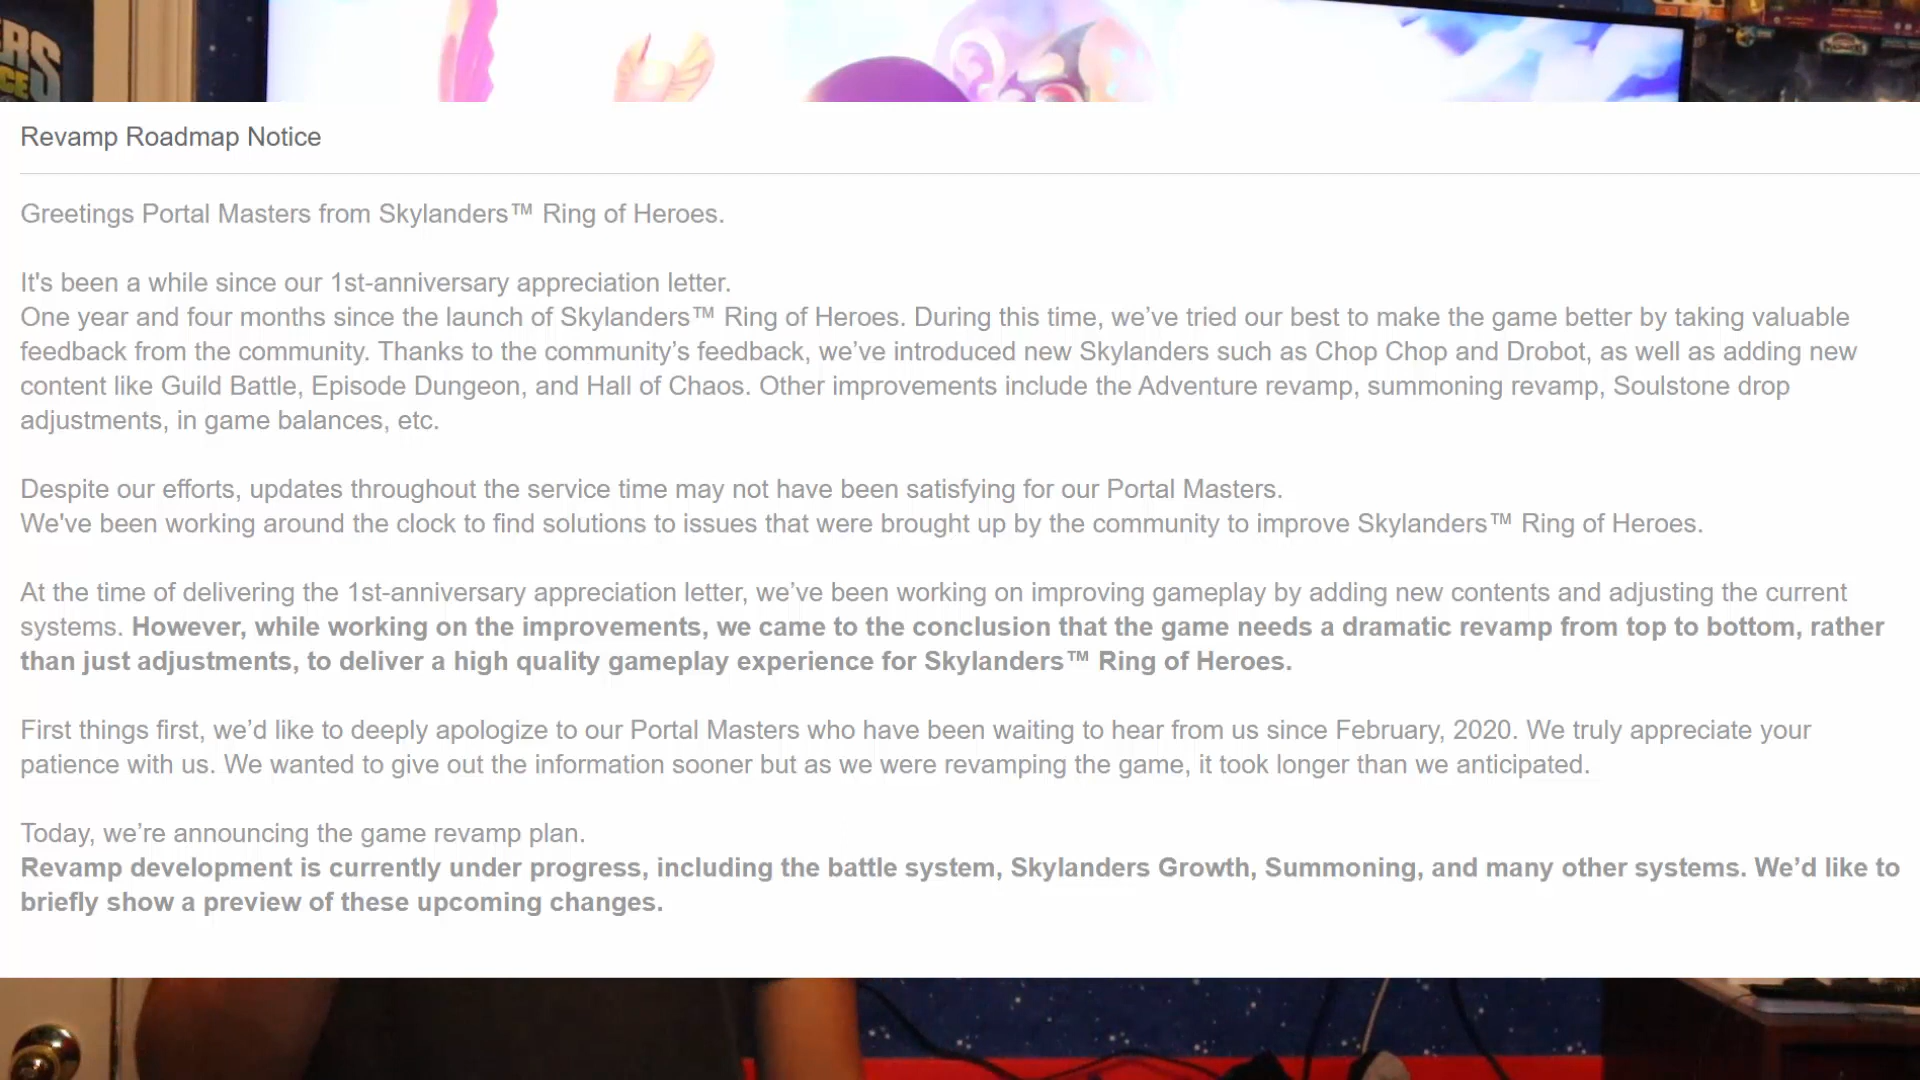 ERS
CE
Revamp Roadmap Notice
Greetings Portal Masters from Skylanders™ Ring of Heroes.
It's been a while since our 1st-anniversary appreciation letter.
One year and four months since the launch of Skylanders™ Ring of Heroes. During this time, we’ve tried our best to make the game better by taking valuable
feedback from the community. Thanks to the community’s feedback, we’ve introduced new Skylanders such as Chop Chop and Drobot, as well as adding new
content like Guild Battle, Episode Dungeon, and Hall of Chaos. Other improvements include the Adventure revamp, summoning revamp, Soulstone drop
adjustments, in game balances, etc.
Despite our efforts, updates throughout the service time may not have been satisfying for our Portal Masters.
We've been working around the clock to find solutions to issues that were brought up by the community to improve Skylanders™ Ring of Heroes.
At the time of delivering the 1st-anniversary appreciation letter, we’ve been working on improving gameplay by adding new contents and adjusting the current
systems. However, while working on the improvements, we came to the conclusion that the game needs a dramatic revamp from top to bottom, rather
than just adjustments, to deliver a high quality gameplay experience for Skylanders™ Ring of Heroes.
First things first, we’d like to deeply apologize to our Portal Masters who have been waiting to hear from us since February, 2020. We truly appreciate your
patience with us. We wanted to give out the information sooner but as we were revamping the game, it took longer than we anticipated.
Today, we’re announcing the game revamp plan.
Revamp development is currently under progress, including the battle system, Skylanders Growth, Summoning, and many other systems. We’d like to
briefly show a preview of these upcoming changes.